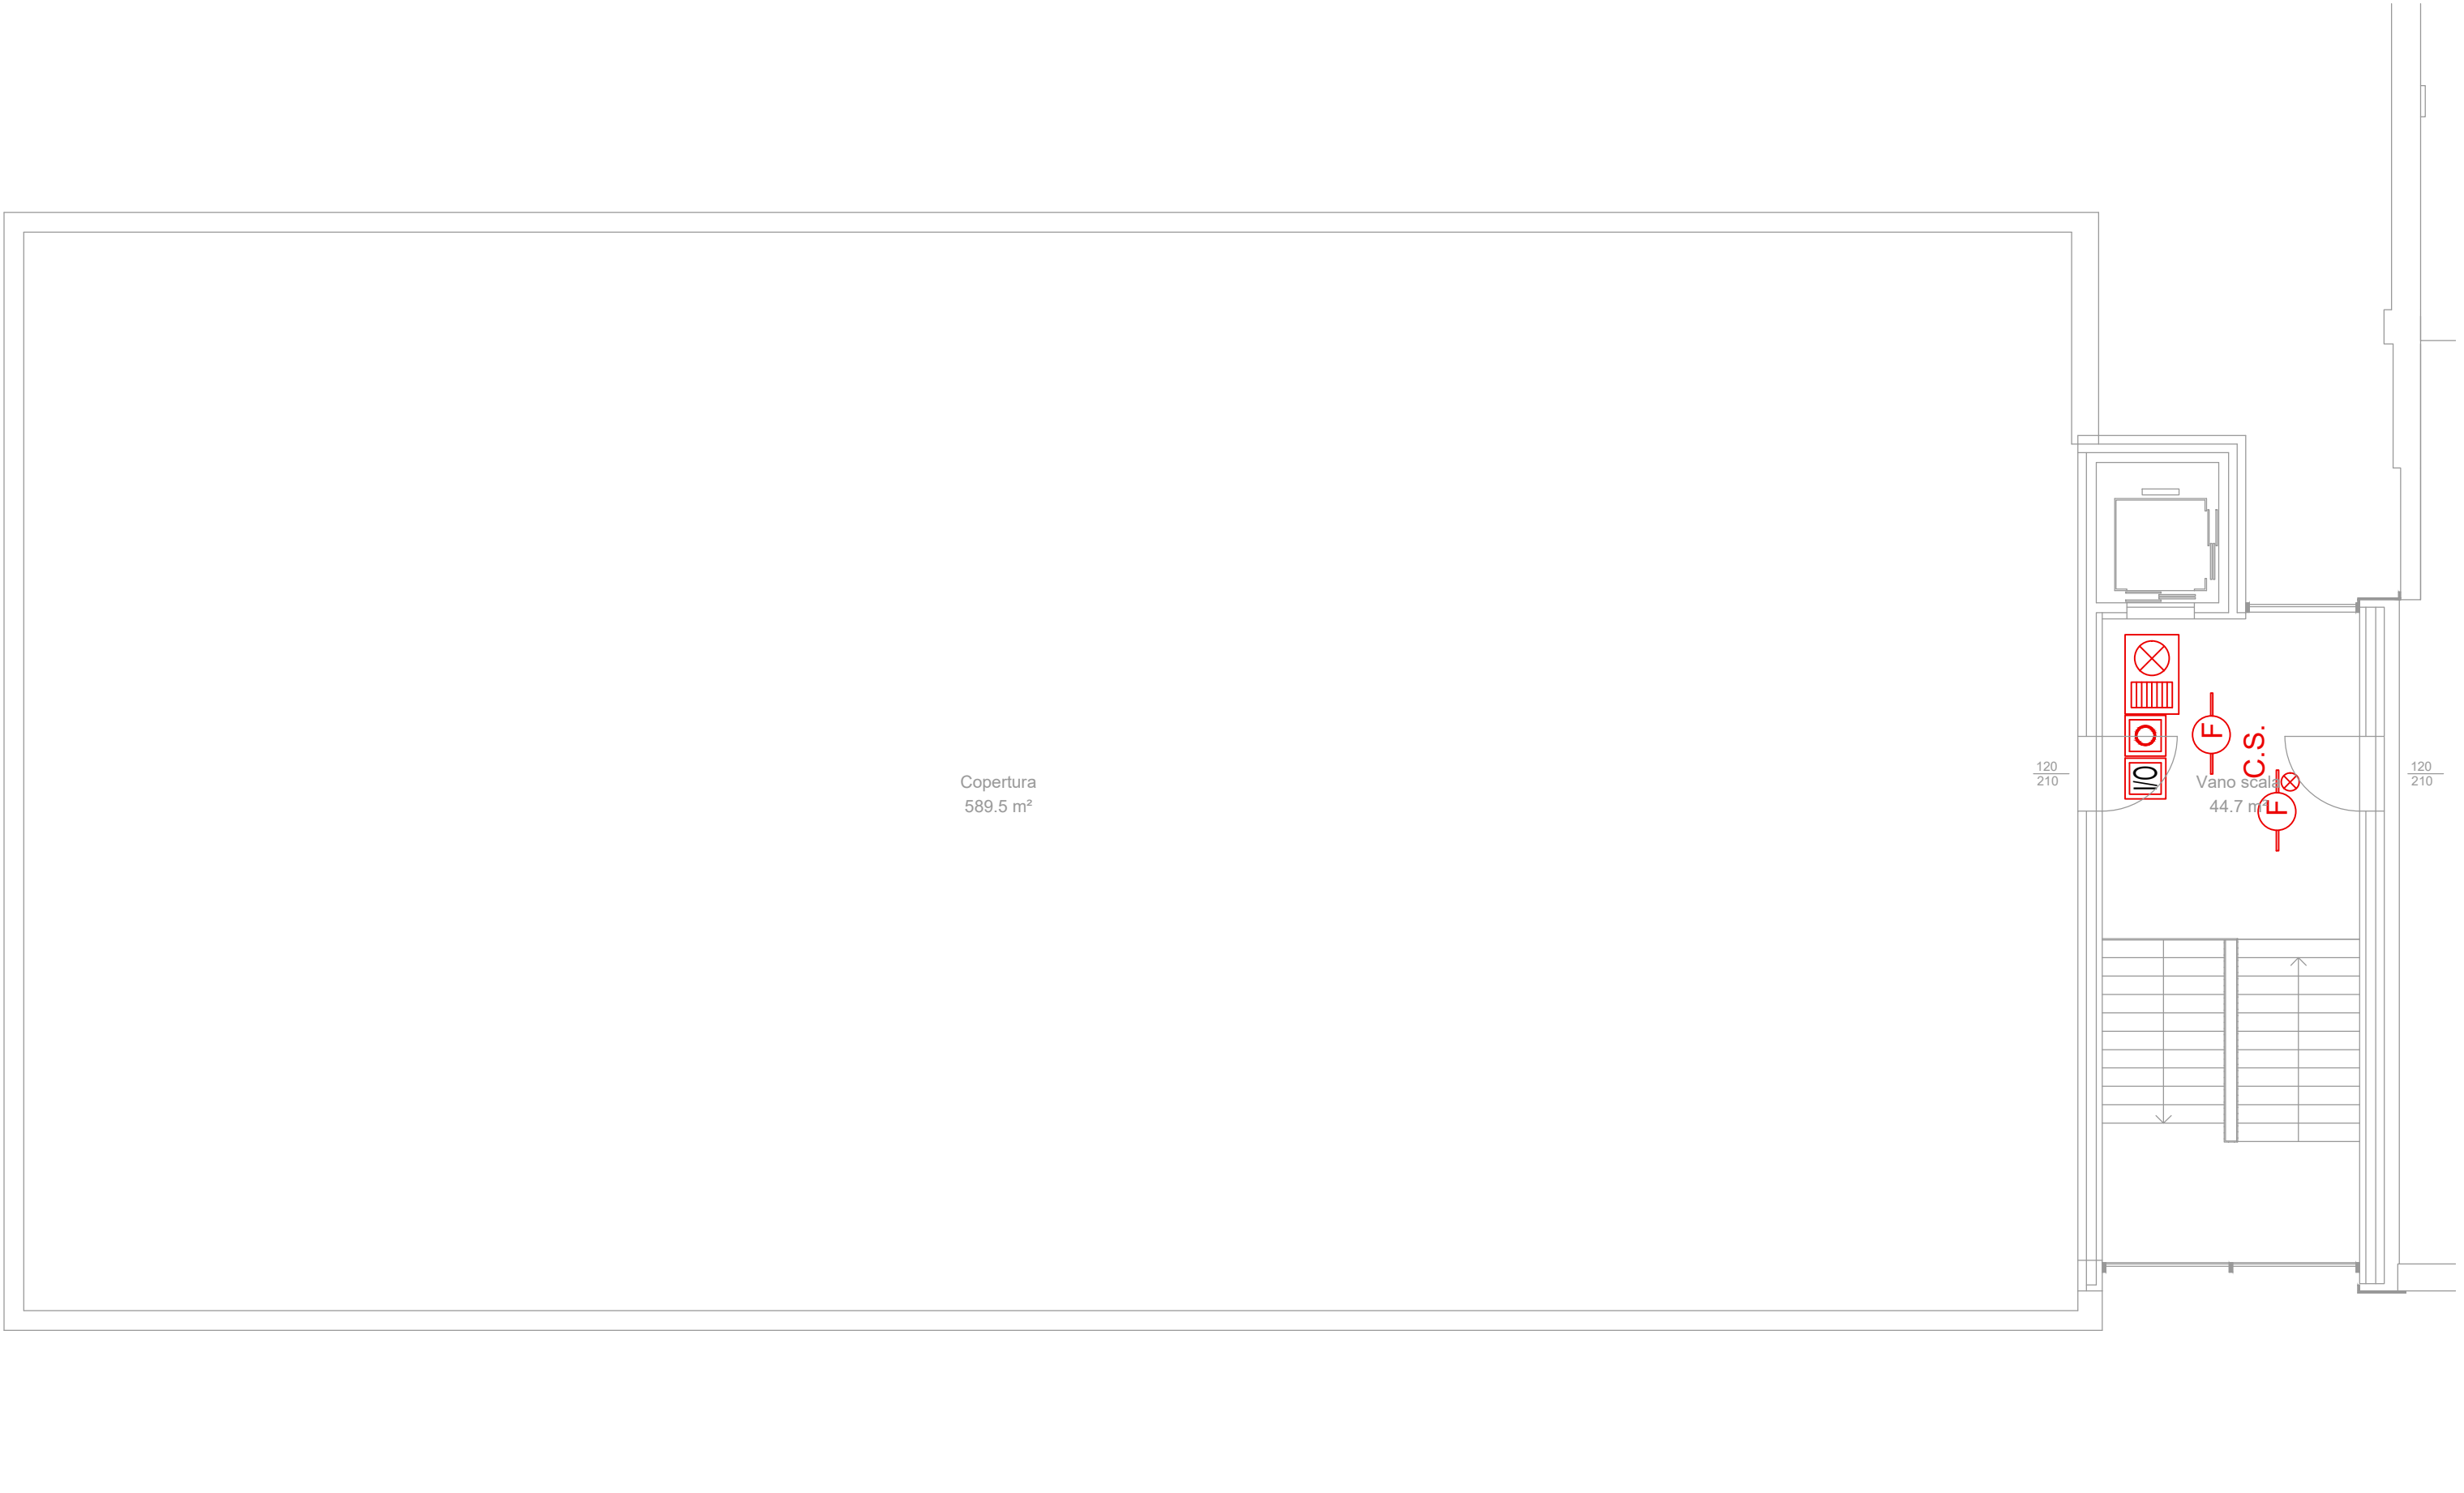 F
C.S.
120
210
I/O
Copertura
589.5 m²
Vano scala
44.7 m²
F
120
210